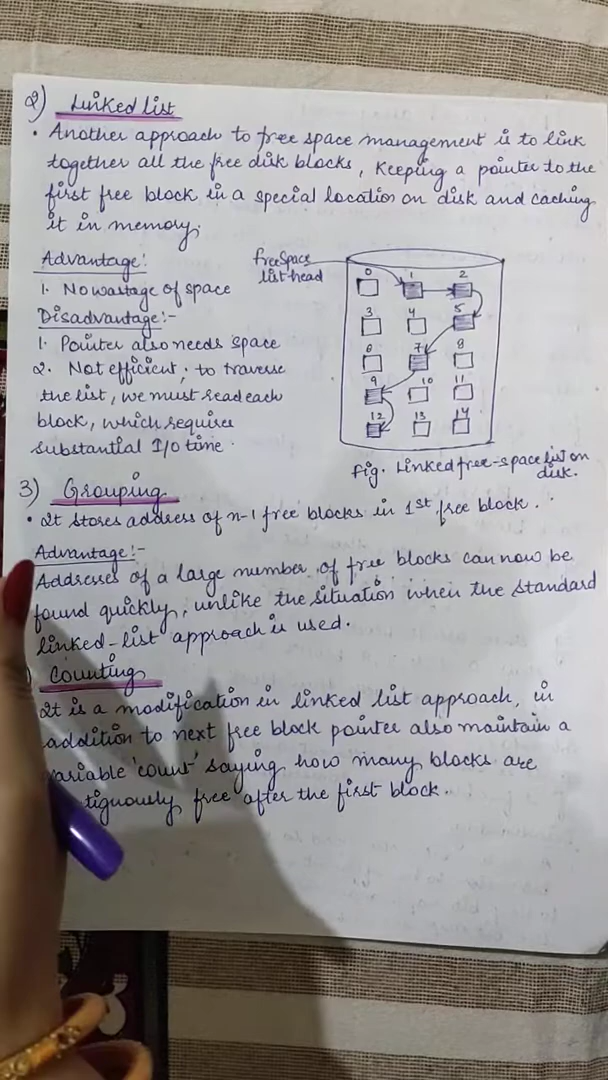 2) Linked list
• Another approach to free space management is to link
together all the free disk blocks, keeping a pointer to the
first free block in a special location on disk and caching
it in memory.
Advantage:
1. No wastage of space
Disadvantage:-
1. Pointer also needs space
2. Not efficient; to traverse
the list, we must read each
block, which requires
substantial I/O time.
free space
list head
0 1 2
3 4 5
6 7 8
9 10 11
12 13 14
Fig. Linked free-space list on
disk.
3) Grouping
• It stores address of n-1 free blocks in 1st free block.
Advantage:-
Addresses of a large number of free blocks can now be
found quickly, unlike the situation when the standard
linked-list approach is used.
) Counting
It is a modification in linked list approach, in
addition to next free block pointer also maintain a
variable 'count' saying how many blocks are
tiguously free after the first block.